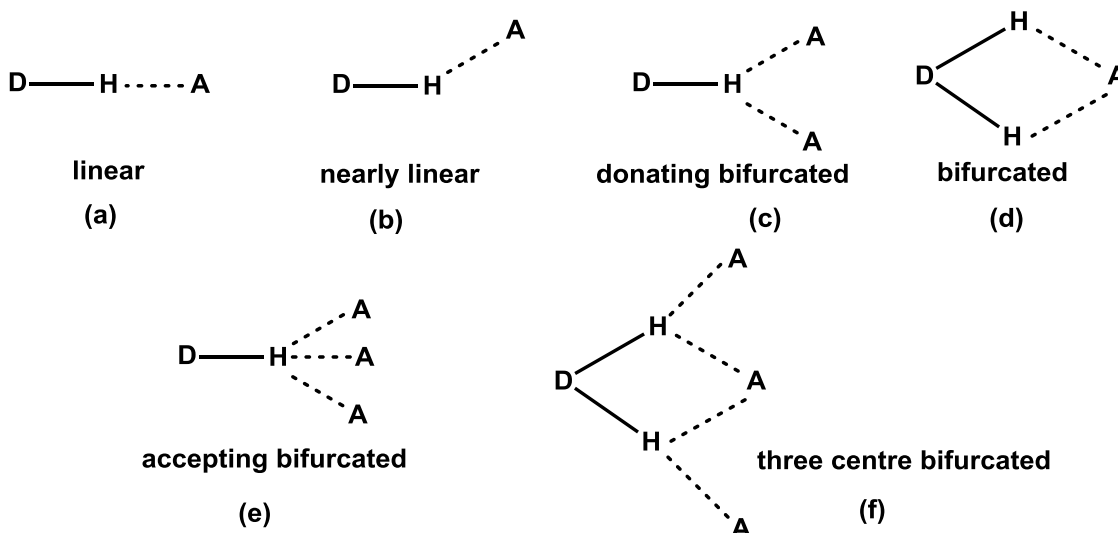 D H A
linear
(a)
D H A
nearly linear
(b)
D H A A
donating bifurcated
(c)
D H H A
bifurcated
(d)
D H A A A
accepting bifurcated
(e)
D H H A A A
three centre bifurcated
(f)